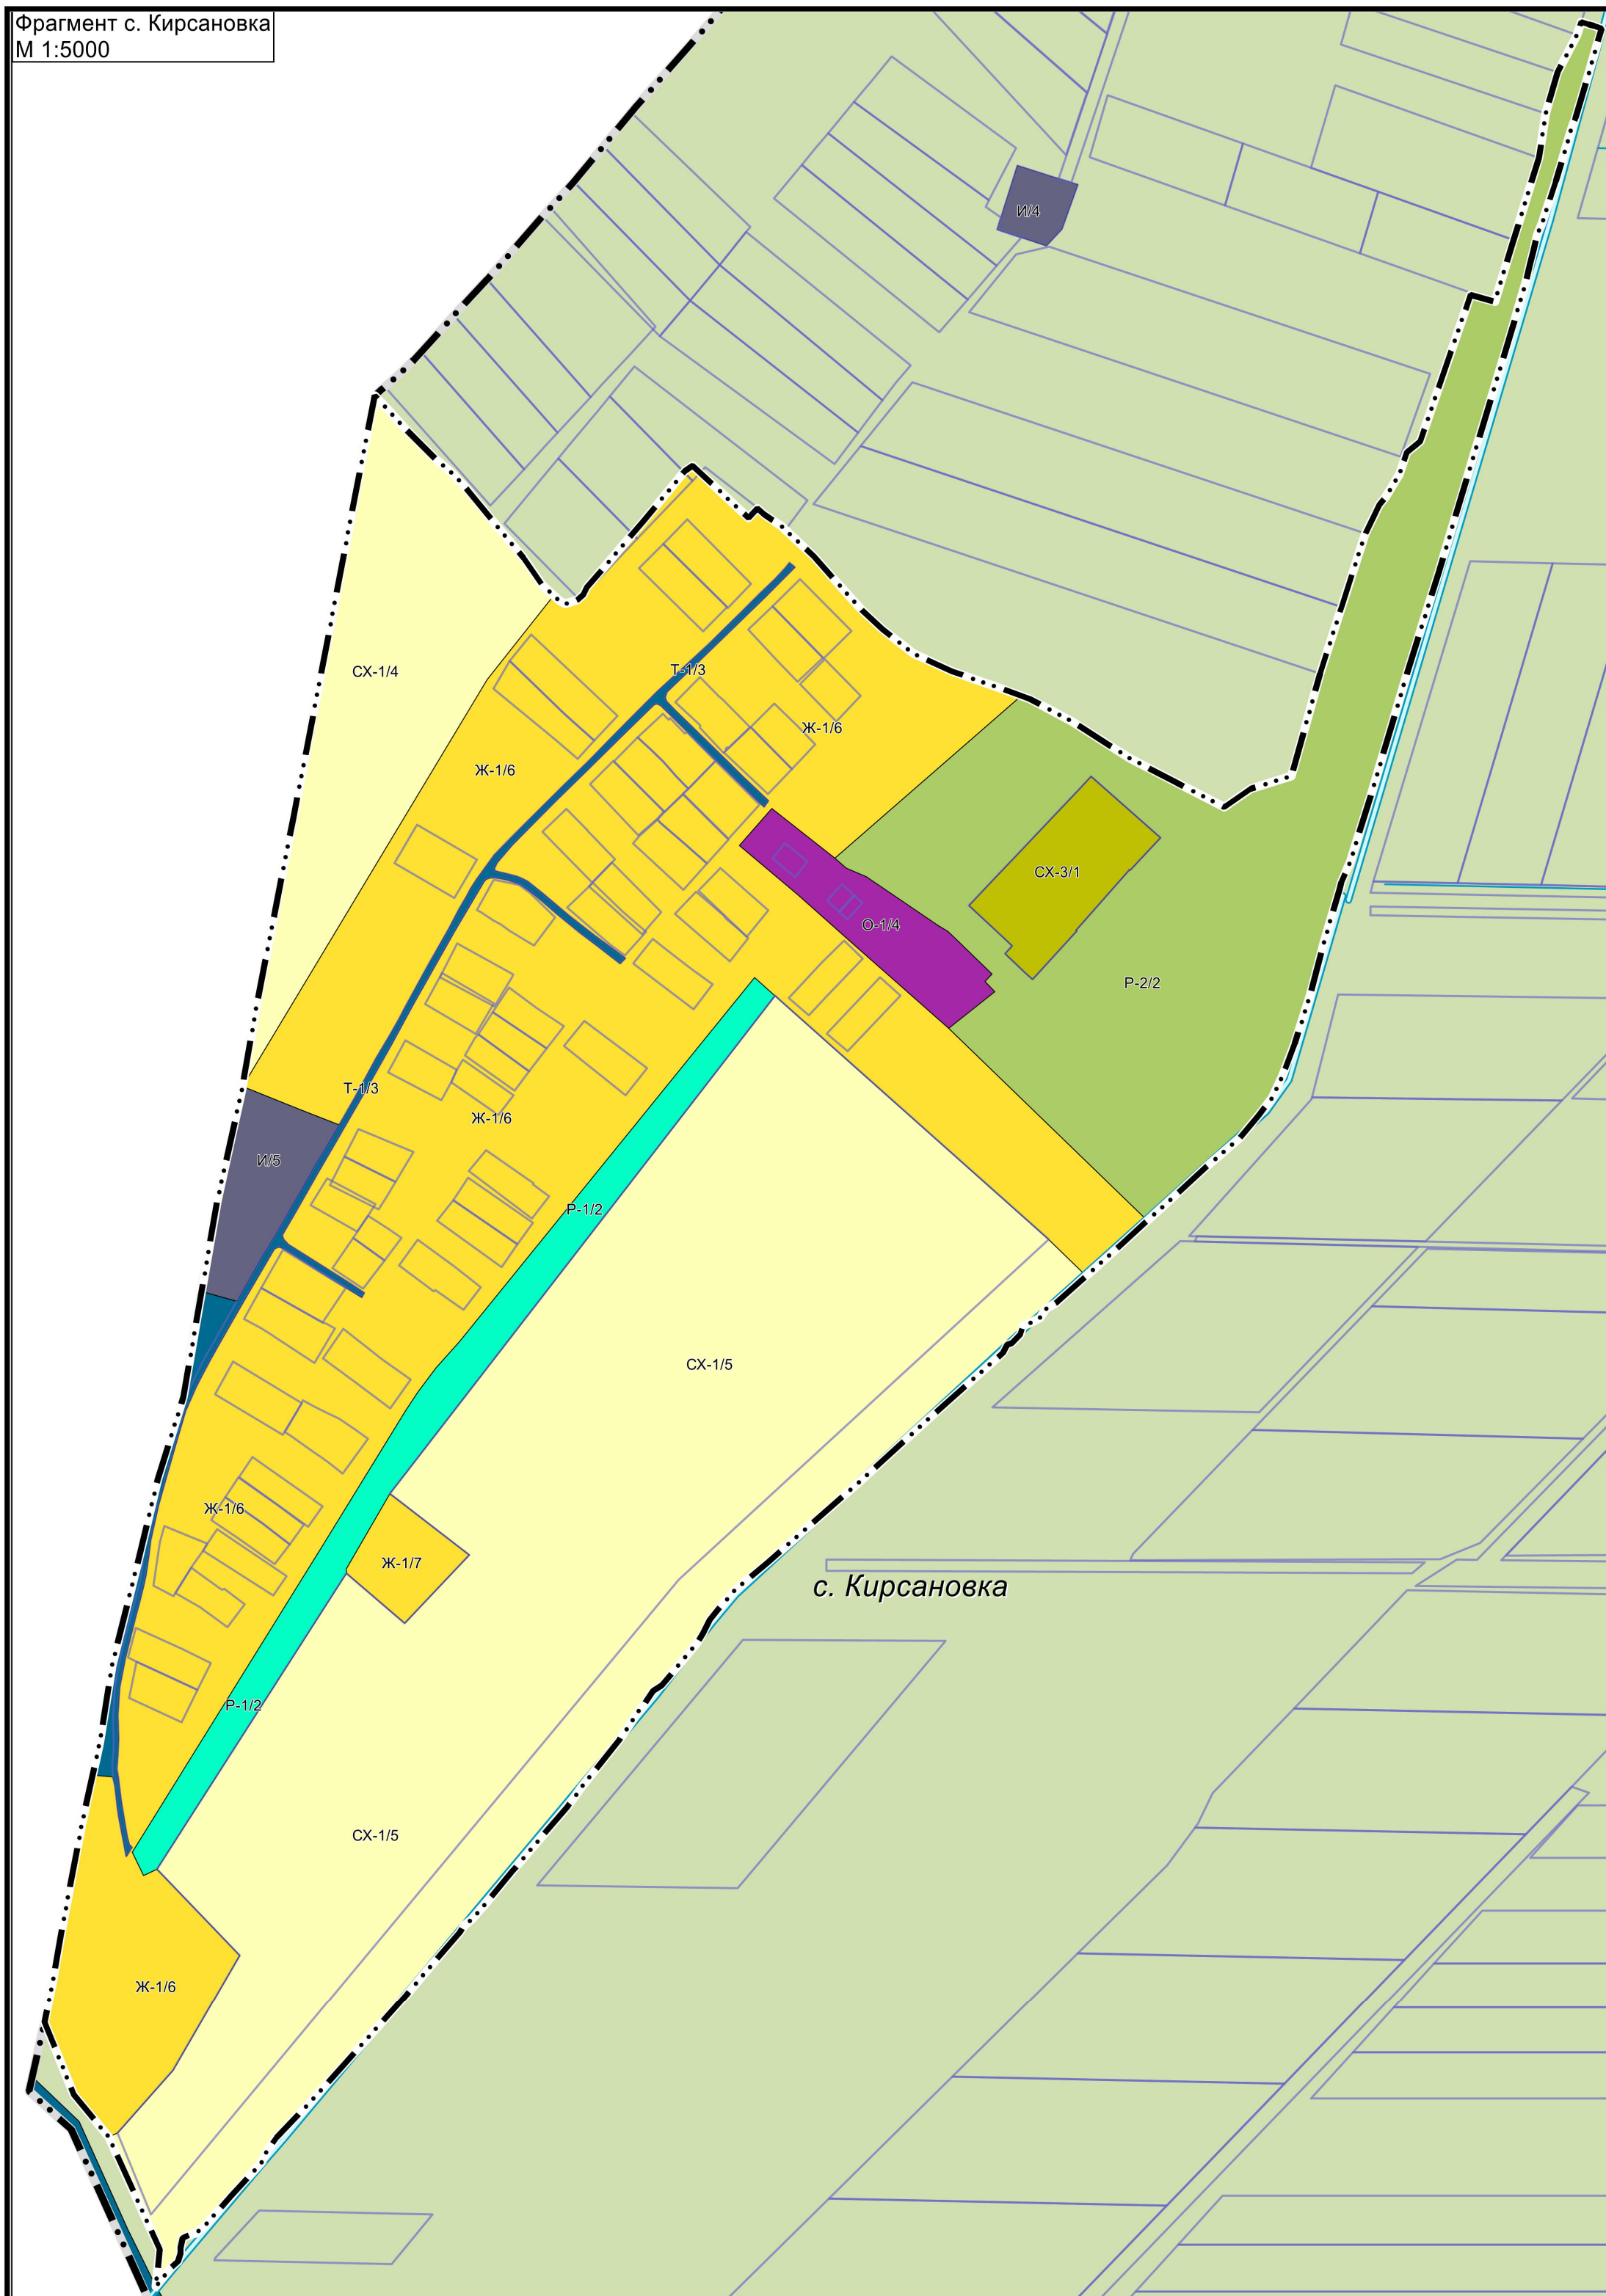 Фрагмент с. Кирсановка
М 1:5000
И/4
СХ-1/4
Т-1/3
Ж-1/6
Ж-1/6
СХ-3/1
О-1/4
Р-2/2
Т-1/3
Ж-1/6
И/5
Р-1/2
СХ-1/5
Ж-1/6
Ж-1/7
с. Кирсановка
Р-1/2
СХ-1/5
Ж-1/6